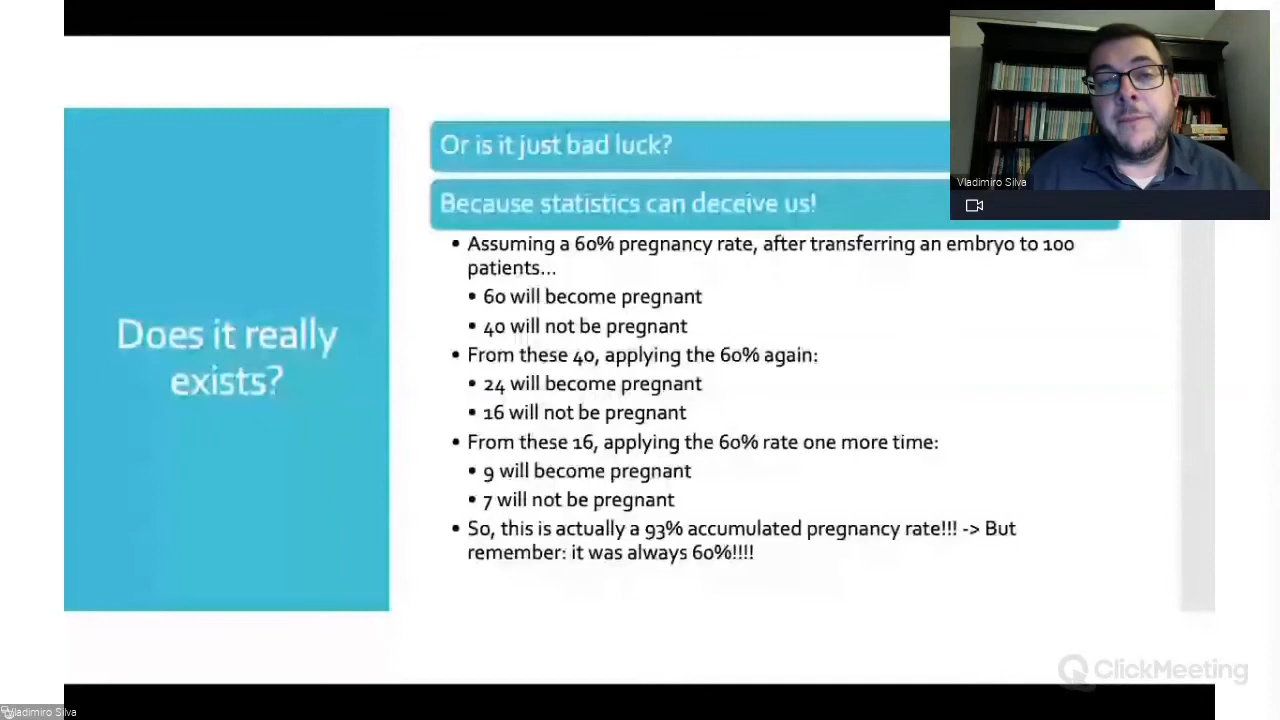 Or is it just bad luck?
Because statistics can deceive us!
• Assuming a 60% pregnancy rate, after transferring an embryo to 100
patients...
• 60 will become pregnant
• 40 will not be pregnant
• From these 40, applying the 60% again:
• 24 will become pregnant
• 16 will not be pregnant
• From these 16, applying the 60% rate one more time:
• 9 will become pregnant
• 7 will not be pregnant
• So, this is actually a 93% accumulated pregnancy rate!!! -> But
remember: it was always 60%!!!!
Does it really
exists?
Vladimiro Silva
ClickMeeting
Vladimiro Silva